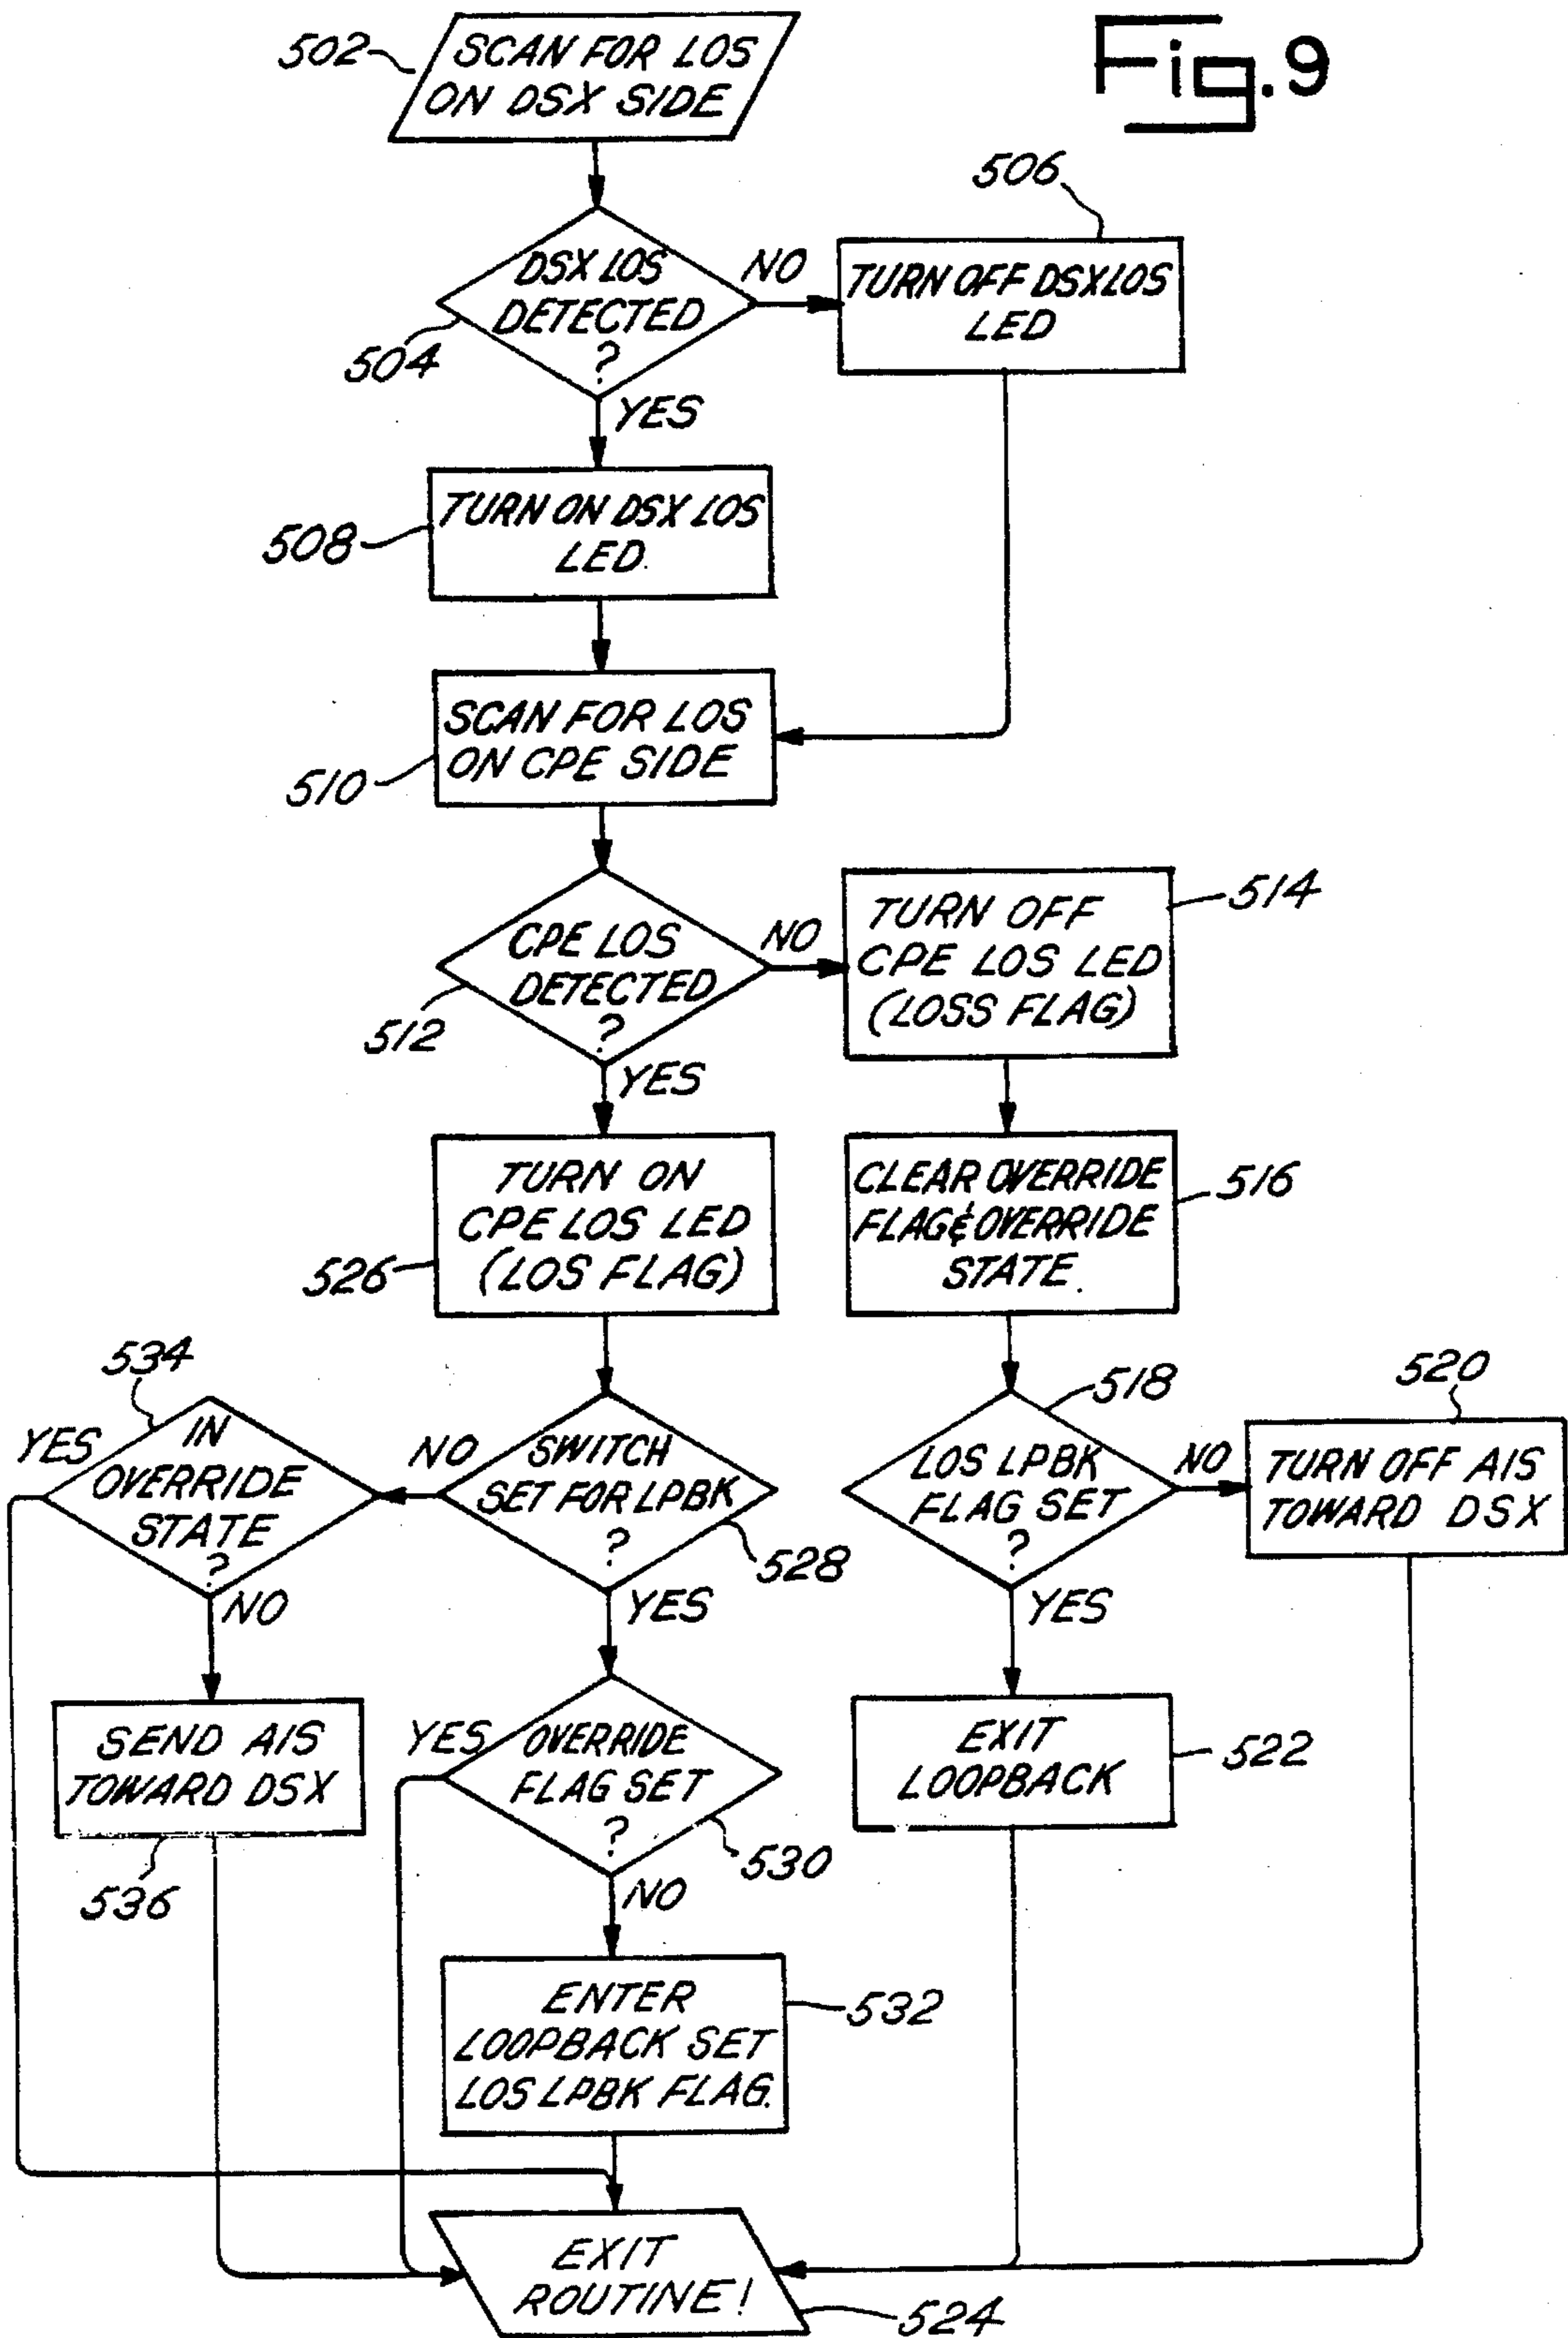 Fig.9
502
SCAN FOR LOS
ON DSX SIDE
506
DSX LOS
DETECTED
?
NO
TURN OFF DSX LOS
LED
504
YES
508
TURN ON DSX LOS
LED.
510
SCAN FOR LOS
ON CPE SIDE
512
CPE LOS
DETECTED
?
NO
TURN OFF
CPE LOS LED
(LOSS FLAG)
514
YES
526
TURN ON
CPE LOS LED
(LOS FLAG)
CLEAR OVERRIDE
FLAG & OVERRIDE
STATE.
516
534
YES
IN
OVERRIDE
STATE
?
NO
SWITCH
SET FOR LPBK
?
528
518
LOS LPBK
FLAG SET
?
NO
520
TURN OFF AIS
TOWARD DSX
NO
YES
YES
SEND AIS
TOWARD DSX
536
YES
OVERRIDE
FLAG SET
?
530
EXIT
LOOPBACK
522
NO
ENTER
LOOPBACK SET
LOS LPBK FLAG.
532
EXIT
ROUTINE!
524